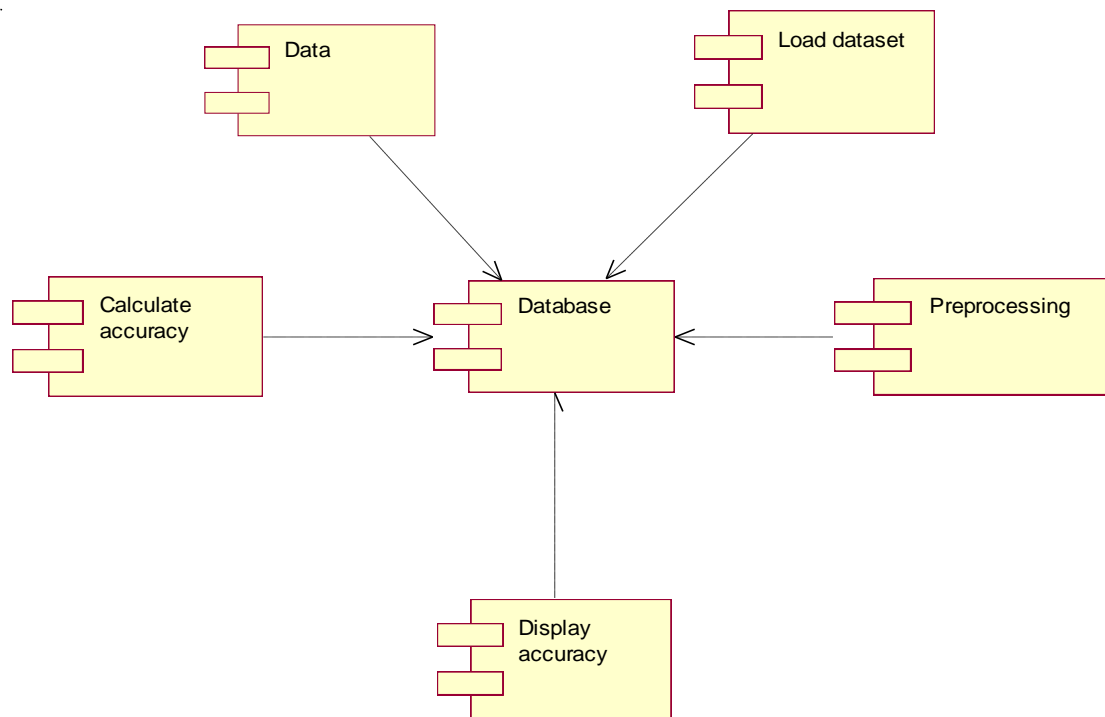 Data
Load dataset
Calculate
accuracy
Database
Preprocessing
Display
accuracy